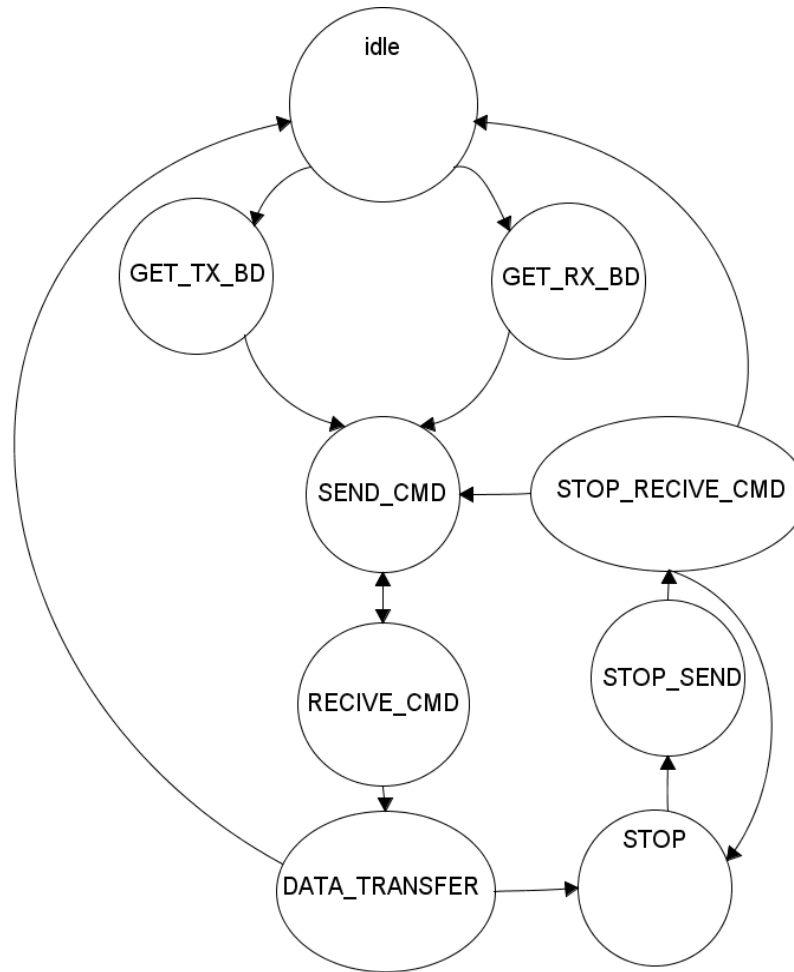 idle
GET_TX_BD
GET_RX_BD
SEND_CMD
STOP_RECIVE_CMD
RECIVE_CMD
STOP_SEND
STOP
DATA_TRANSFER